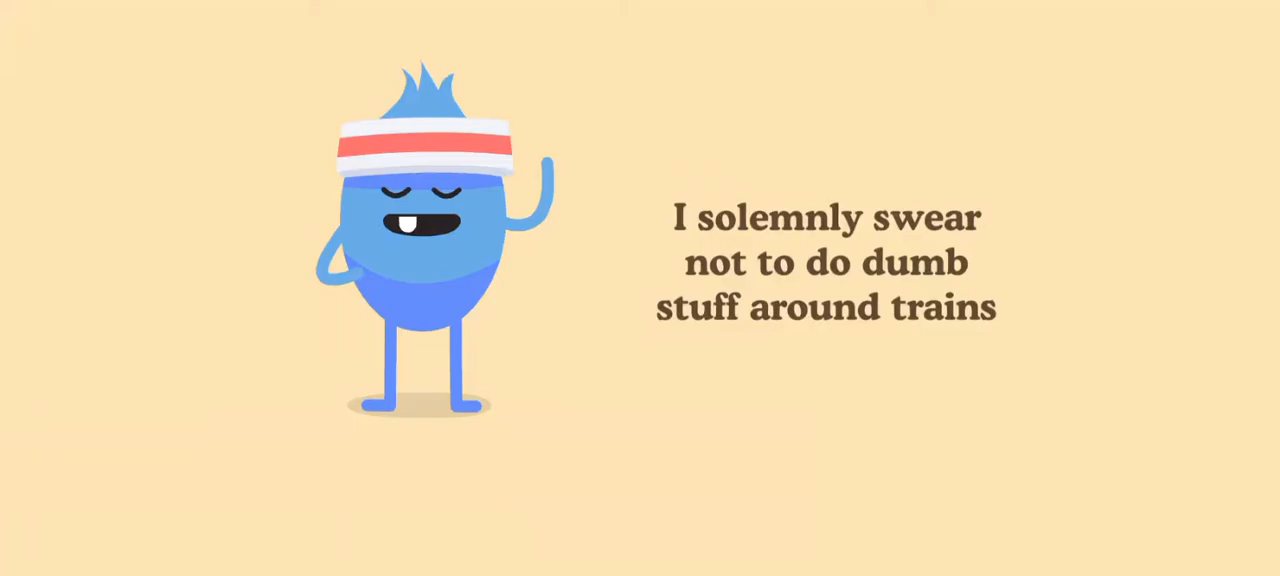 I solemnly swear
not to do dumb
stuff around trains